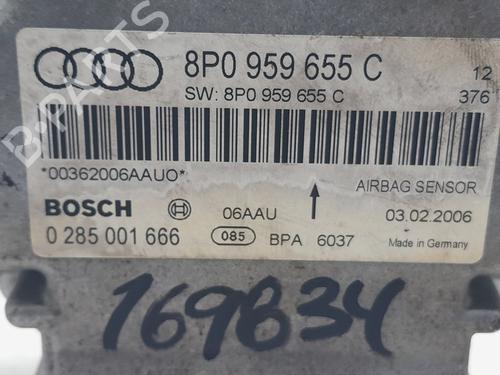 8P0 959 655 C 12
SW: 8P0 959 655 C 376
*00362006AAUO*
AIRBAG SENSOR
BOSCH 06AAU 03.02.2006
0 285 001 666 085 BPA 6037 Made in Germany
169834
B-PARTS